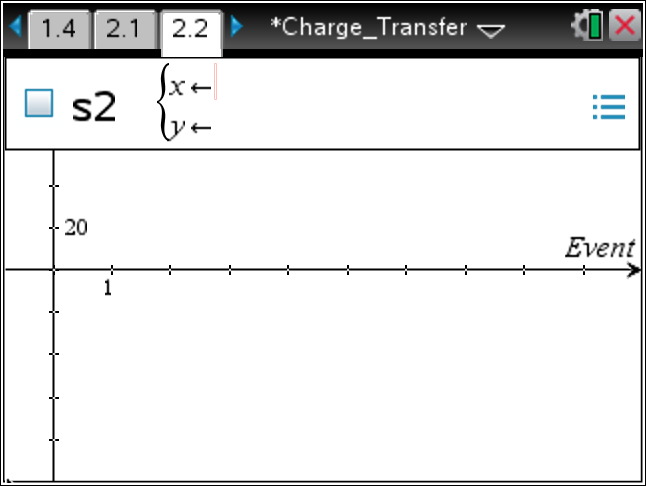 1.4 2.1 2.2 *Charge_Transfer
s2
x←
y←
20
Event
1